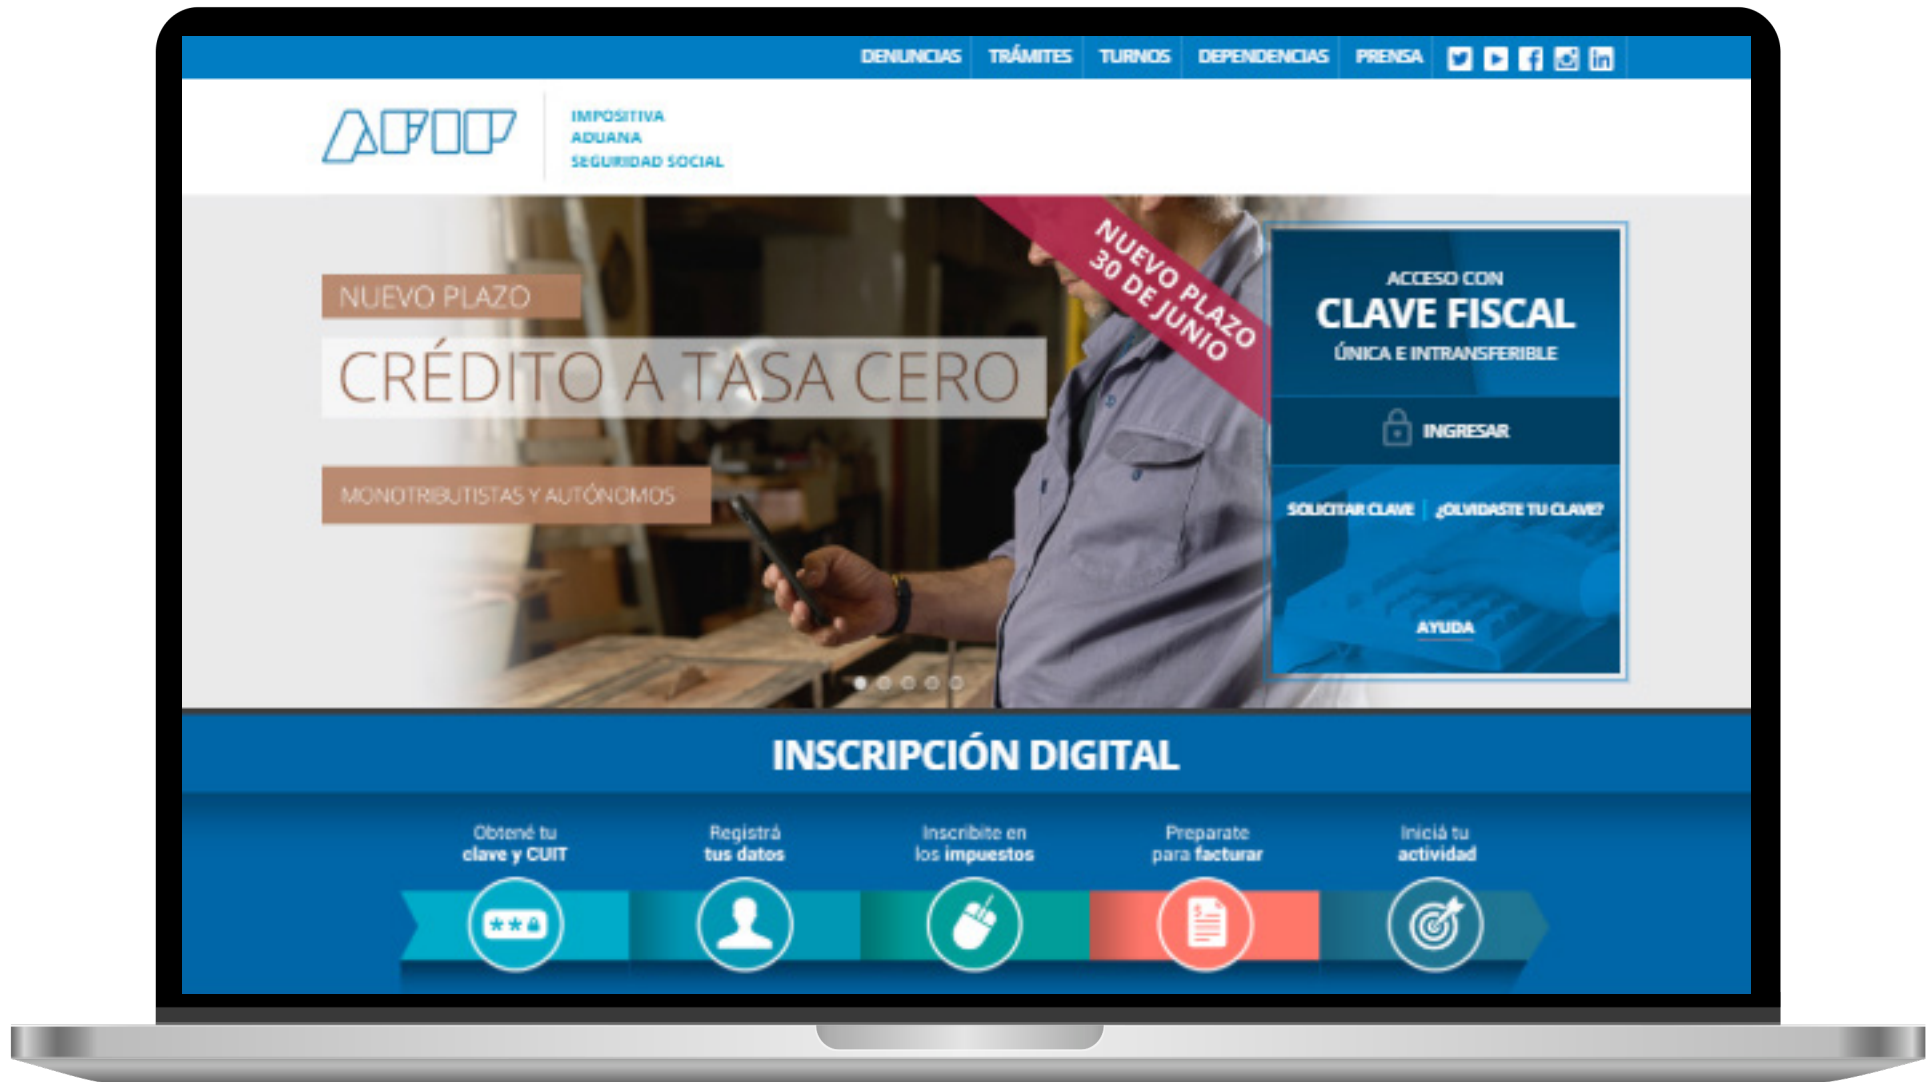 DENUNCIAS TRÁMITES TURNOS DEPENDENCIAS PRENSA
AFIP
IMPOSITIVA
ADUANA
SEGURIDAD SOCIAL
NUEVO PLAZO
CRÉDITO A TASA CERO
MONOTRIBUTISTAS Y AUTÓNOMOS
NUEVO PLAZO
30 DE JUNIO
ACCESO CON
CLAVE FISCAL
ÚNICA E INTRANSFERIBLE
INGRESAR
SOLICITAR CLAVE | ¿OLVIDASTE TU CLAVE?
AYUDA
INSCRIPCIÓN DIGITAL
Obtené tu
clave y CUIT
Registrá
tus datos
Inscribite en
los impuestos
Preparate
para facturar
Iniciá tu
actividad